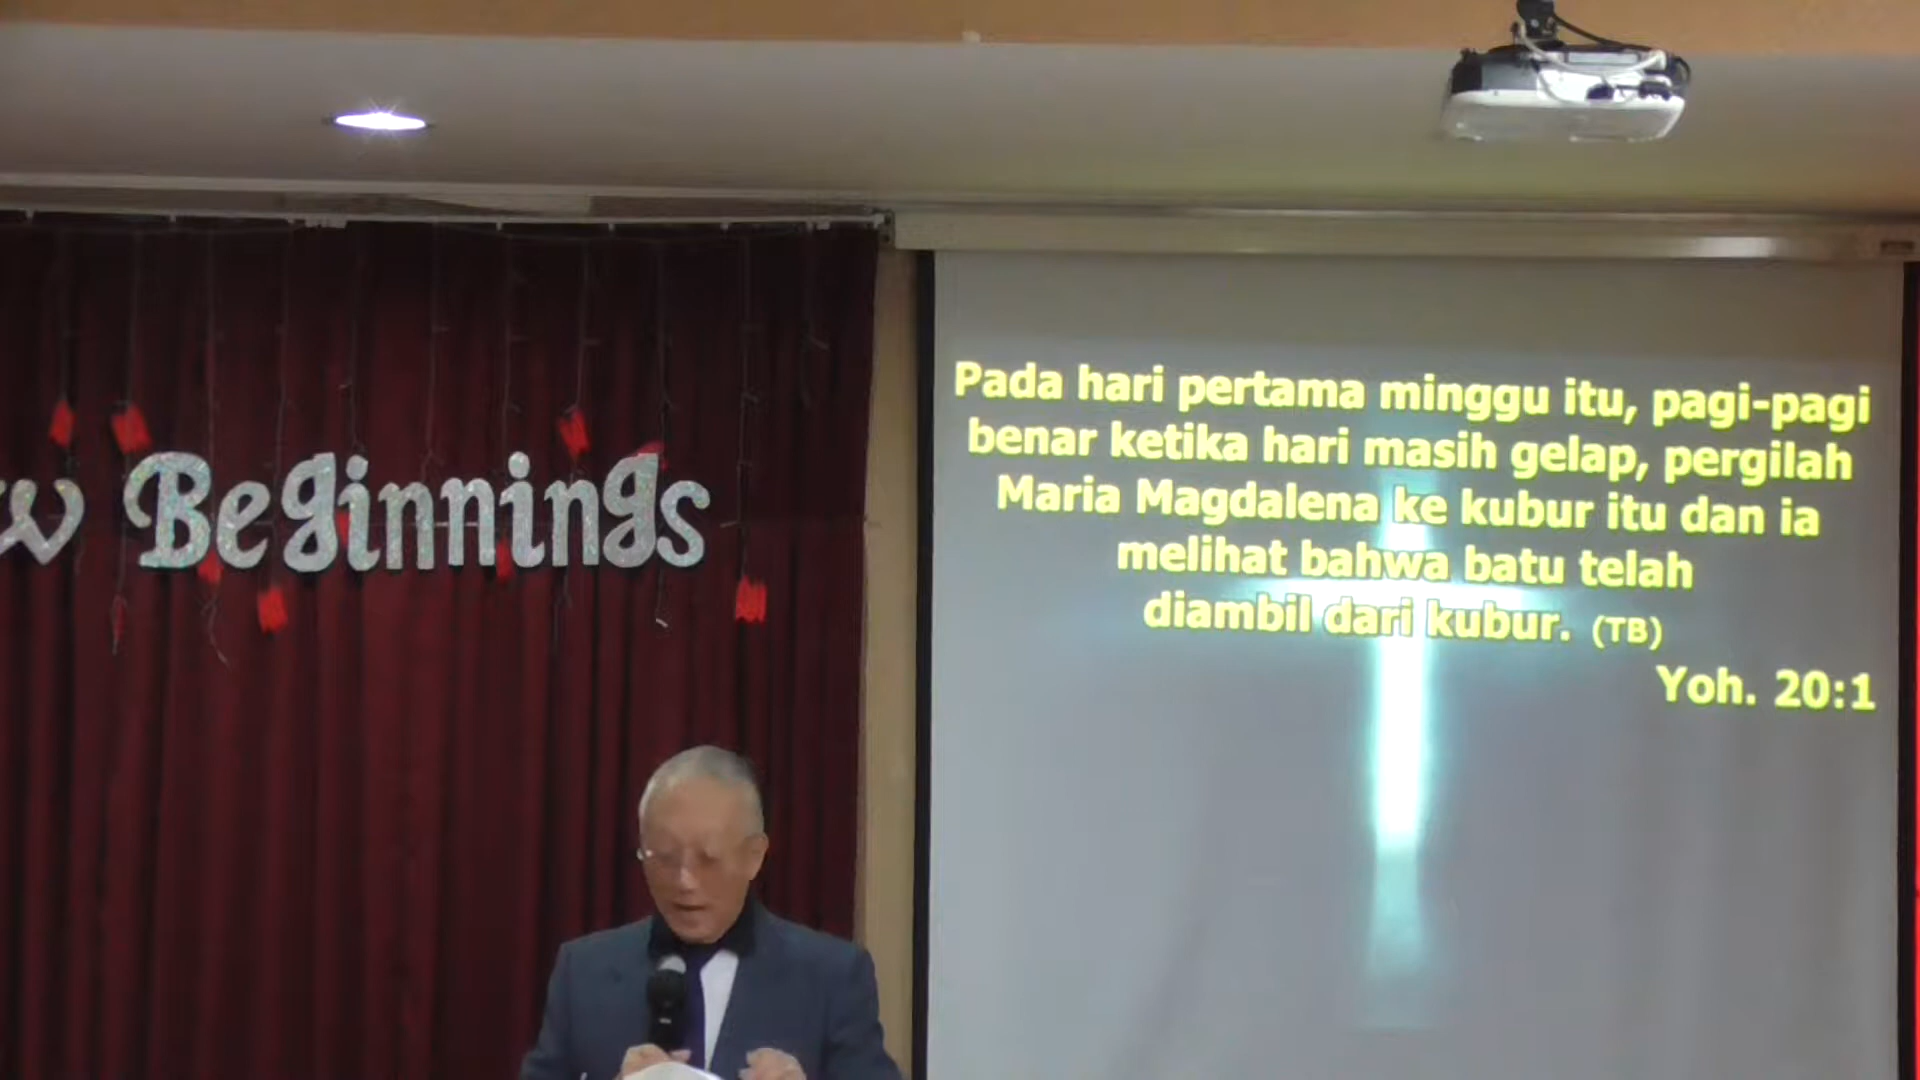 w Beginnings
Pada hari pertama minggu itu, pagi-pagi
benar ketika hari masih gelap, pergilah
Maria Magdalena ke kubur itu dan ia
melihat bahwa batu telah
diambil dari kubur. (TB)
Yoh. 20:1